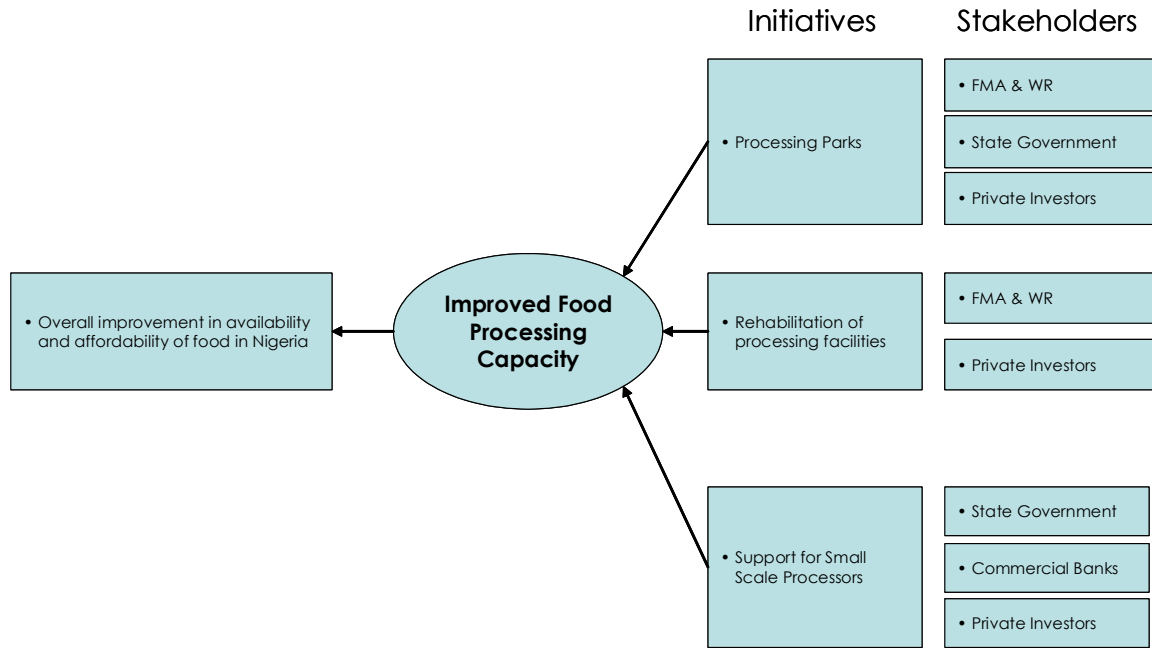 Initiatives
Stakeholders
• Processing Parks
• FMA & WR
• State Government
• Private Investors
• Overall improvement in availability
and affordability of food in Nigeria
Improved Food
Processing
Capacity
• Rehabilitation of
processing facilities
• FMA & WR
• Private Investors
• Support for Small
Scale Processors
• State Government
• Commercial Banks
• Private Investors